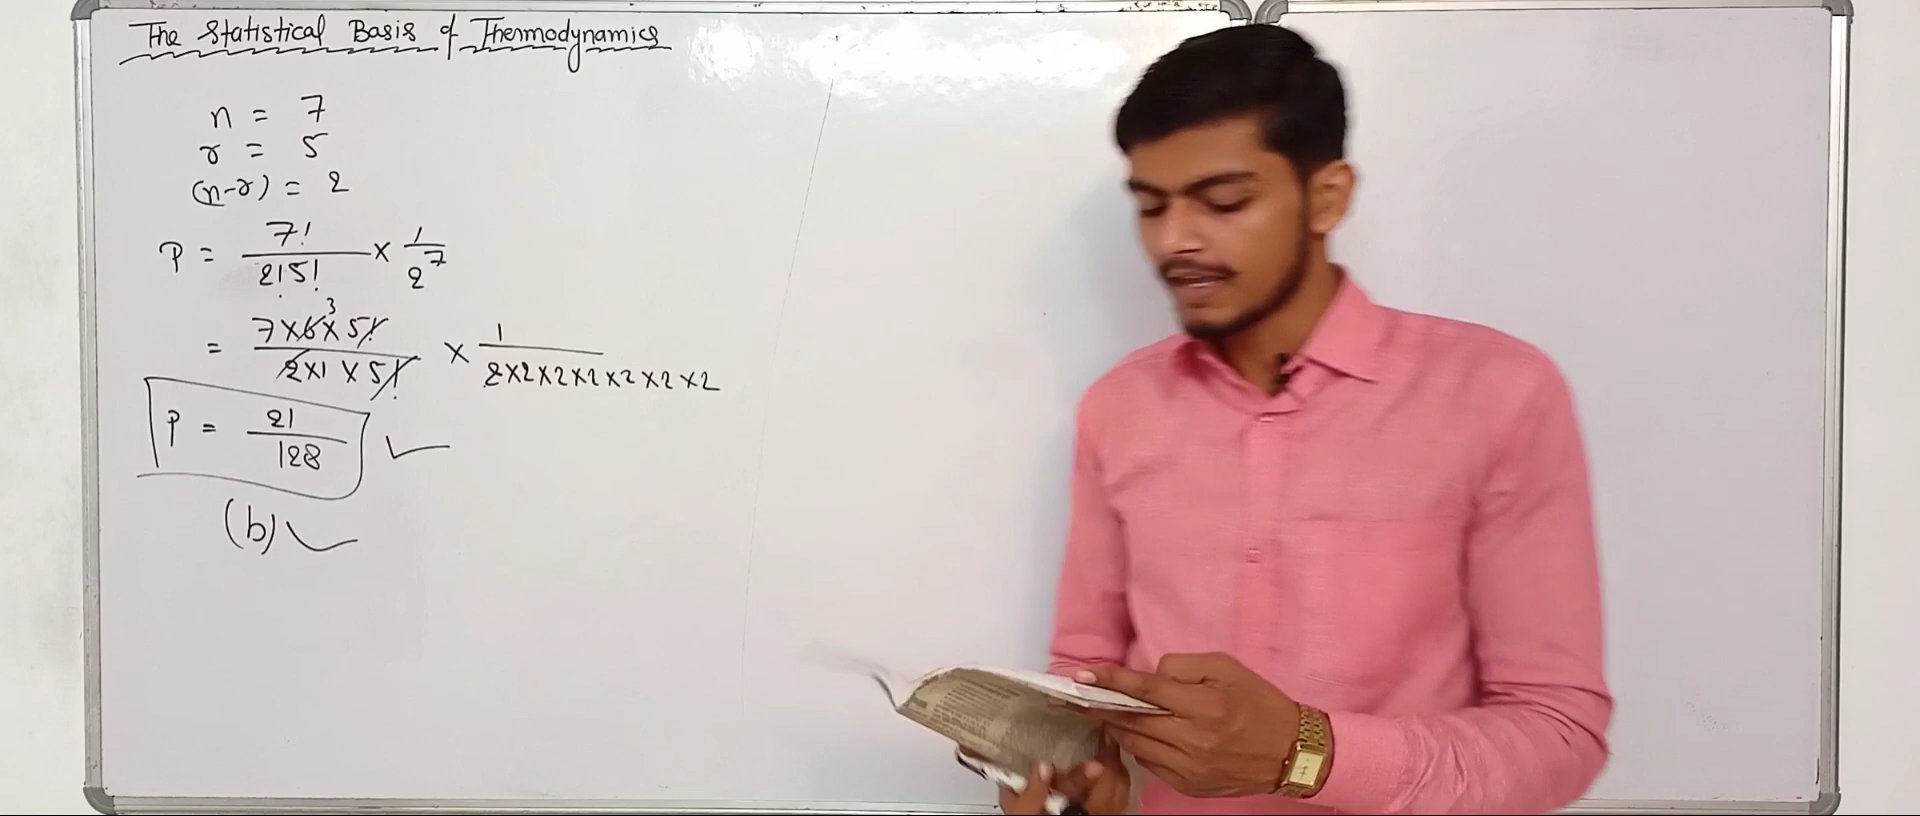 The Statistical Basis of Thermodynamics
n = 7
r = 5
(n-r) = 2
P = 7!/2!5! × 1/2^7
= 7×6×5!/2×1×5! × 1/2×2×2×2×2×2×2
3
P = 21/128
(b)